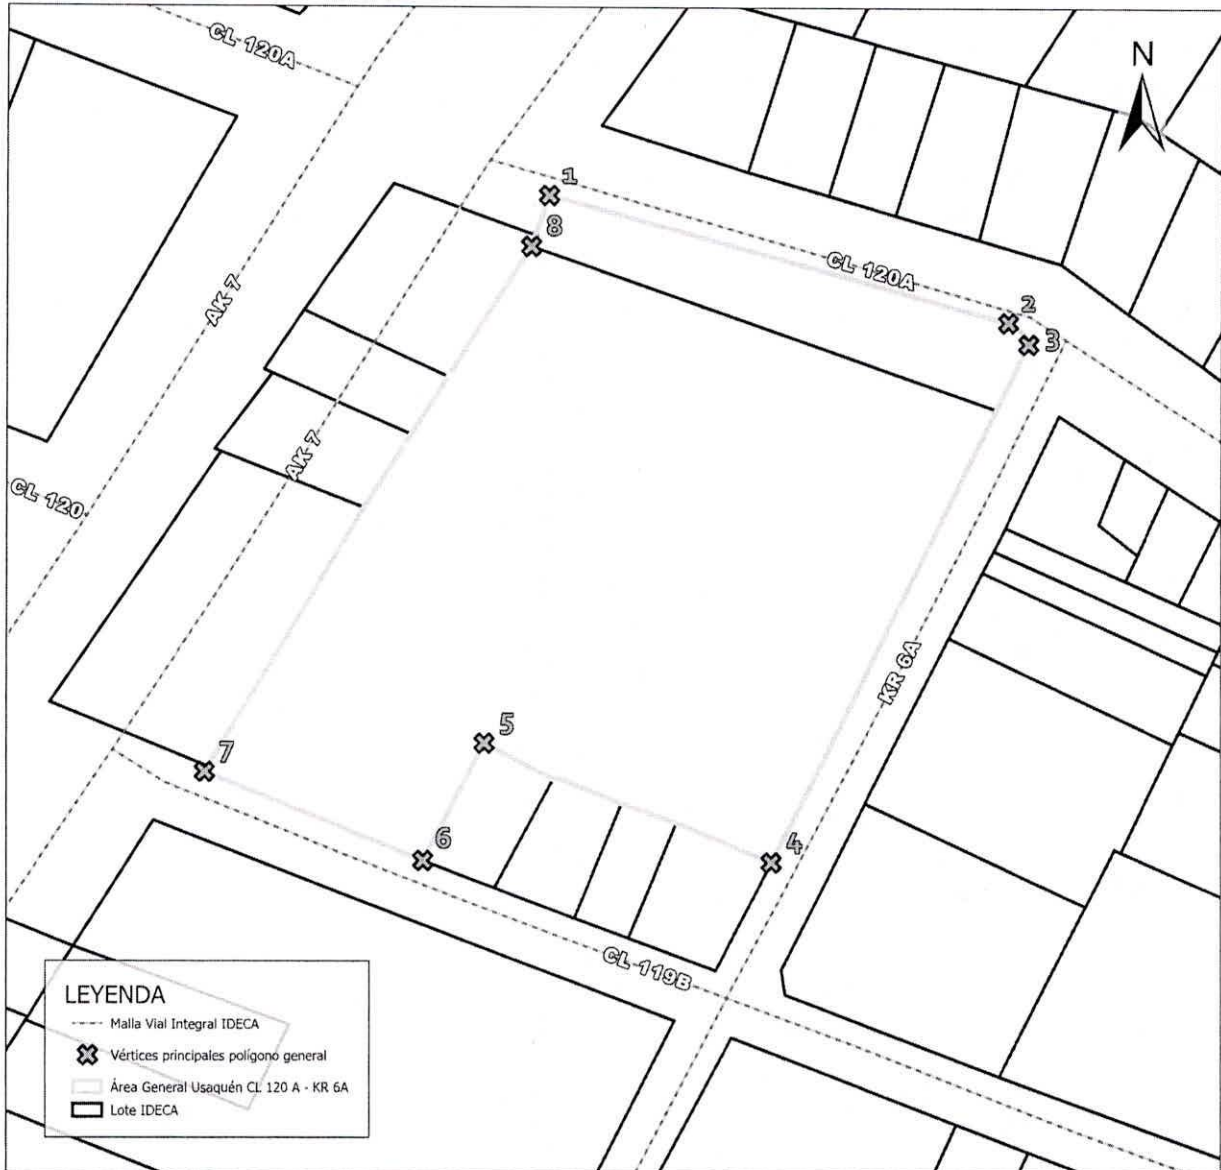 CL 120A
N
1
8
CL 120A
2
3
AK 7
AK 7
CL 120
KR 6A
5
7
6
4
CL 119B
LEYENDA
Malla Vial Integral IDECA
Vértices principales polígono general
Área General Usaquén CL 120 A - KR 6A
Lote IDECA